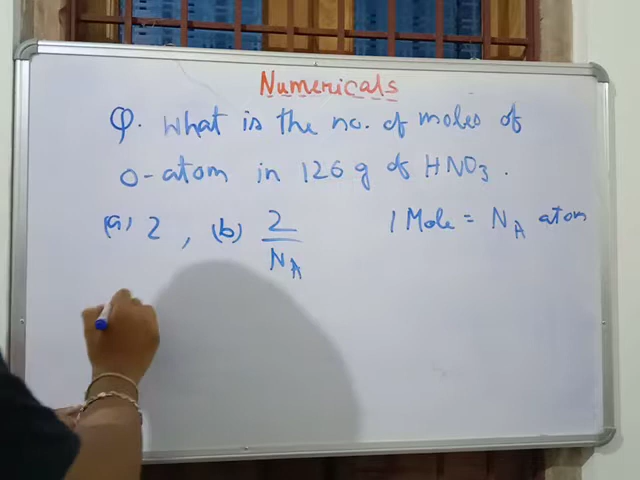 Numericals
Q. What is the no. of moles of
O-atom in 126 g of HNO3.
(a) 2, (b) 2/NA 1 Mole = NA atom